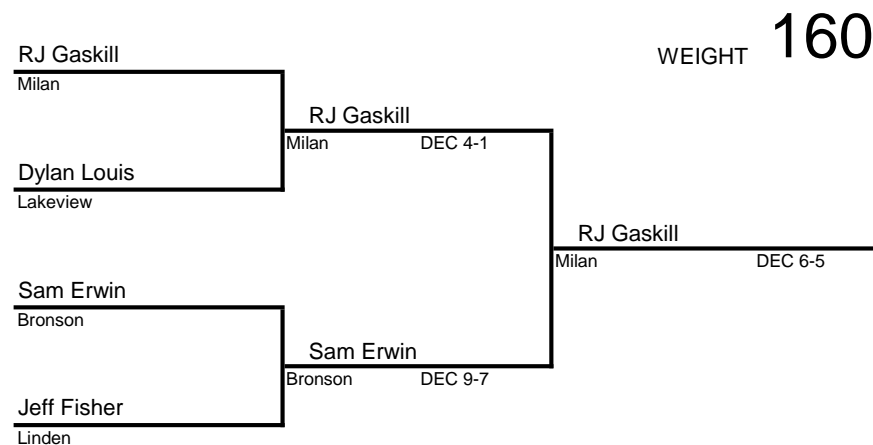 WEIGHT 160
RJ Gaskill
Milan
RJ Gaskill
Milan DEC 4-1
Dylan Louis
Lakeview
RJ Gaskill
Milan DEC 6-5
Sam Erwin
Bronson
Sam Erwin
Bronson DEC 9-7
Jeff Fisher
Linden